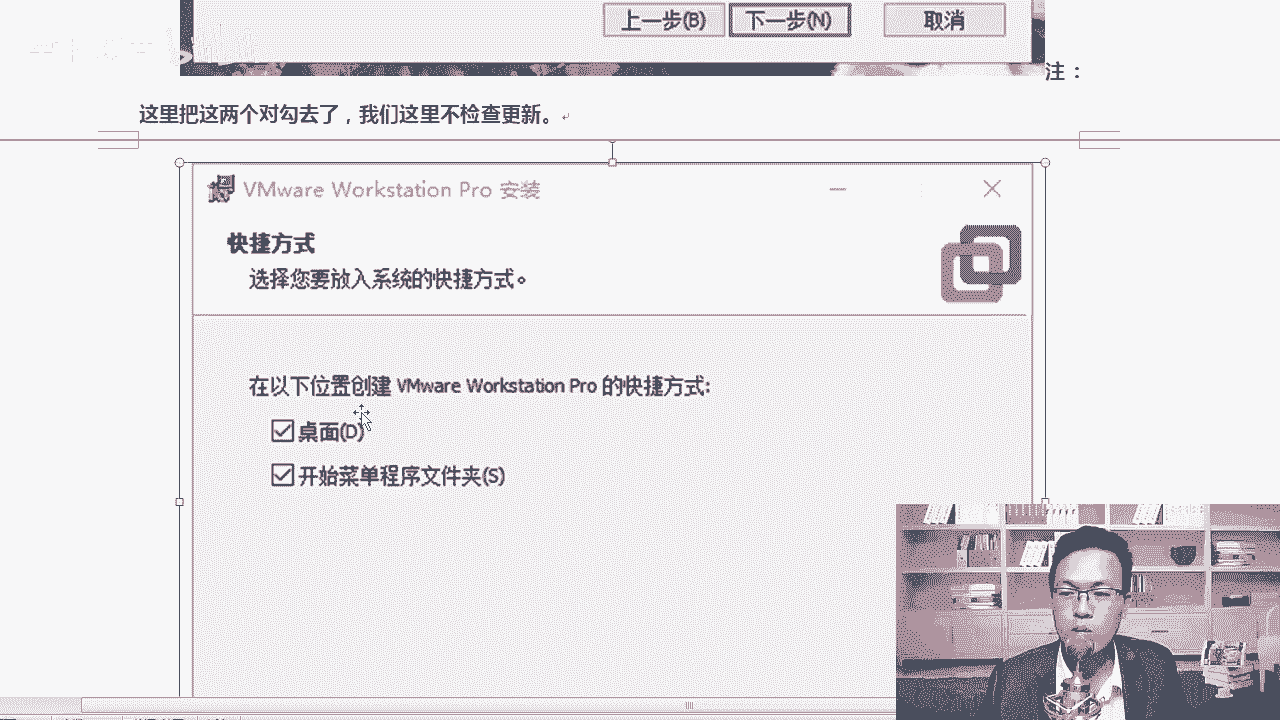 上一步(B) 下一步(N) 取消
注：
这里把这两个对勾去了，我们这里不检查更新。
VMware Workstation Pro 安装
快捷方式
选择您要放入系统的快捷方式。
在以下位置创建 VMware Workstation Pro 的快捷方式:
桌面(D)
开始菜单程序文件夹(S)